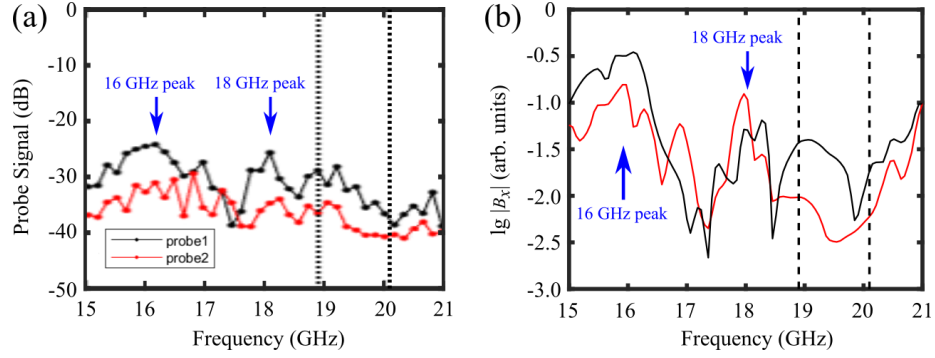 (a)
0
-10
-20
-30
-40
-50
Probe Signal (dB)
16 GHz peak
18 GHz peak
probe1
probe2
15 16 17 18 19 20 21
Frequency (GHz)
(b)
0.0
-0.5
-1.0
-1.5
-2.0
-2.5
-3.0
lg |Bₓ| (arb. units)
18 GHz peak
16 GHz peak
15 16 17 18 19 20 21
Frequency (GHz)